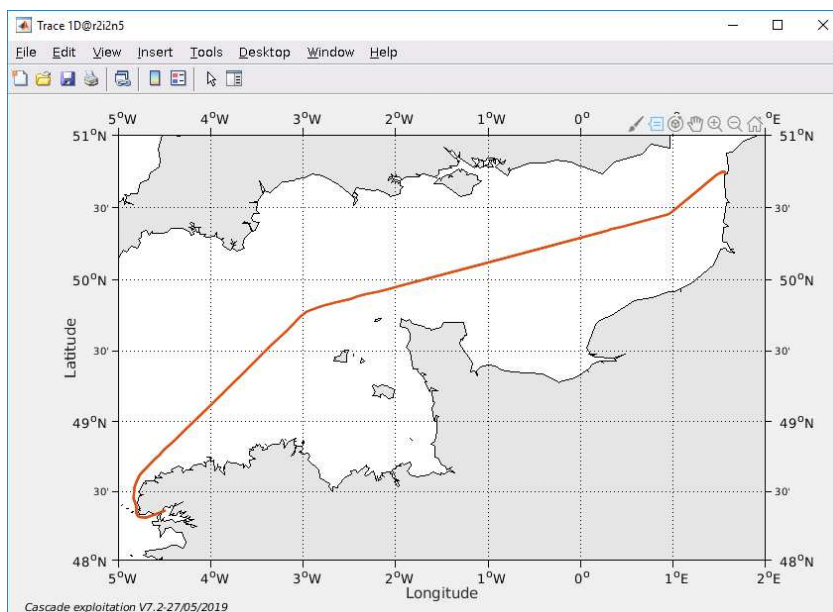 Trace 1D@r2i2n5
File Edit View Insert Tools Desktop Window Help
5°W 4°W 3°W 2°W 1°W 0° 1°E 2°E
51°N 51°N
30' 30'
50°N 50°N
30' 30'
49°N 49°N
30' 30'
48°N 48°N
Latitude
5°W 4°W 3°W 2°W 1°W 0° 1°E 2°E
Longitude
Cascade exploitation V7.2-27/05/2019